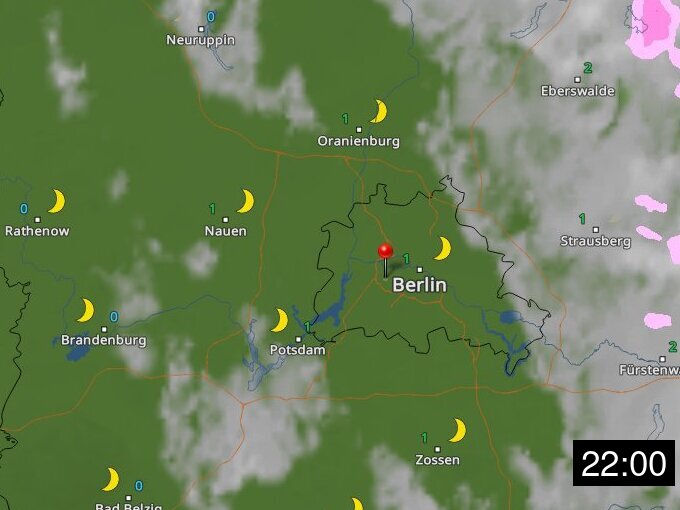 0
Neuruppin
2
Eberswalde
1
Oranienburg
0
Rathenow
1
Nauen
1
Strausberg
1
Berlin
0
Brandenburg
1
Potsdam
2
Fürstenwa
1
Zossen
22:00
0
Bad Belzig